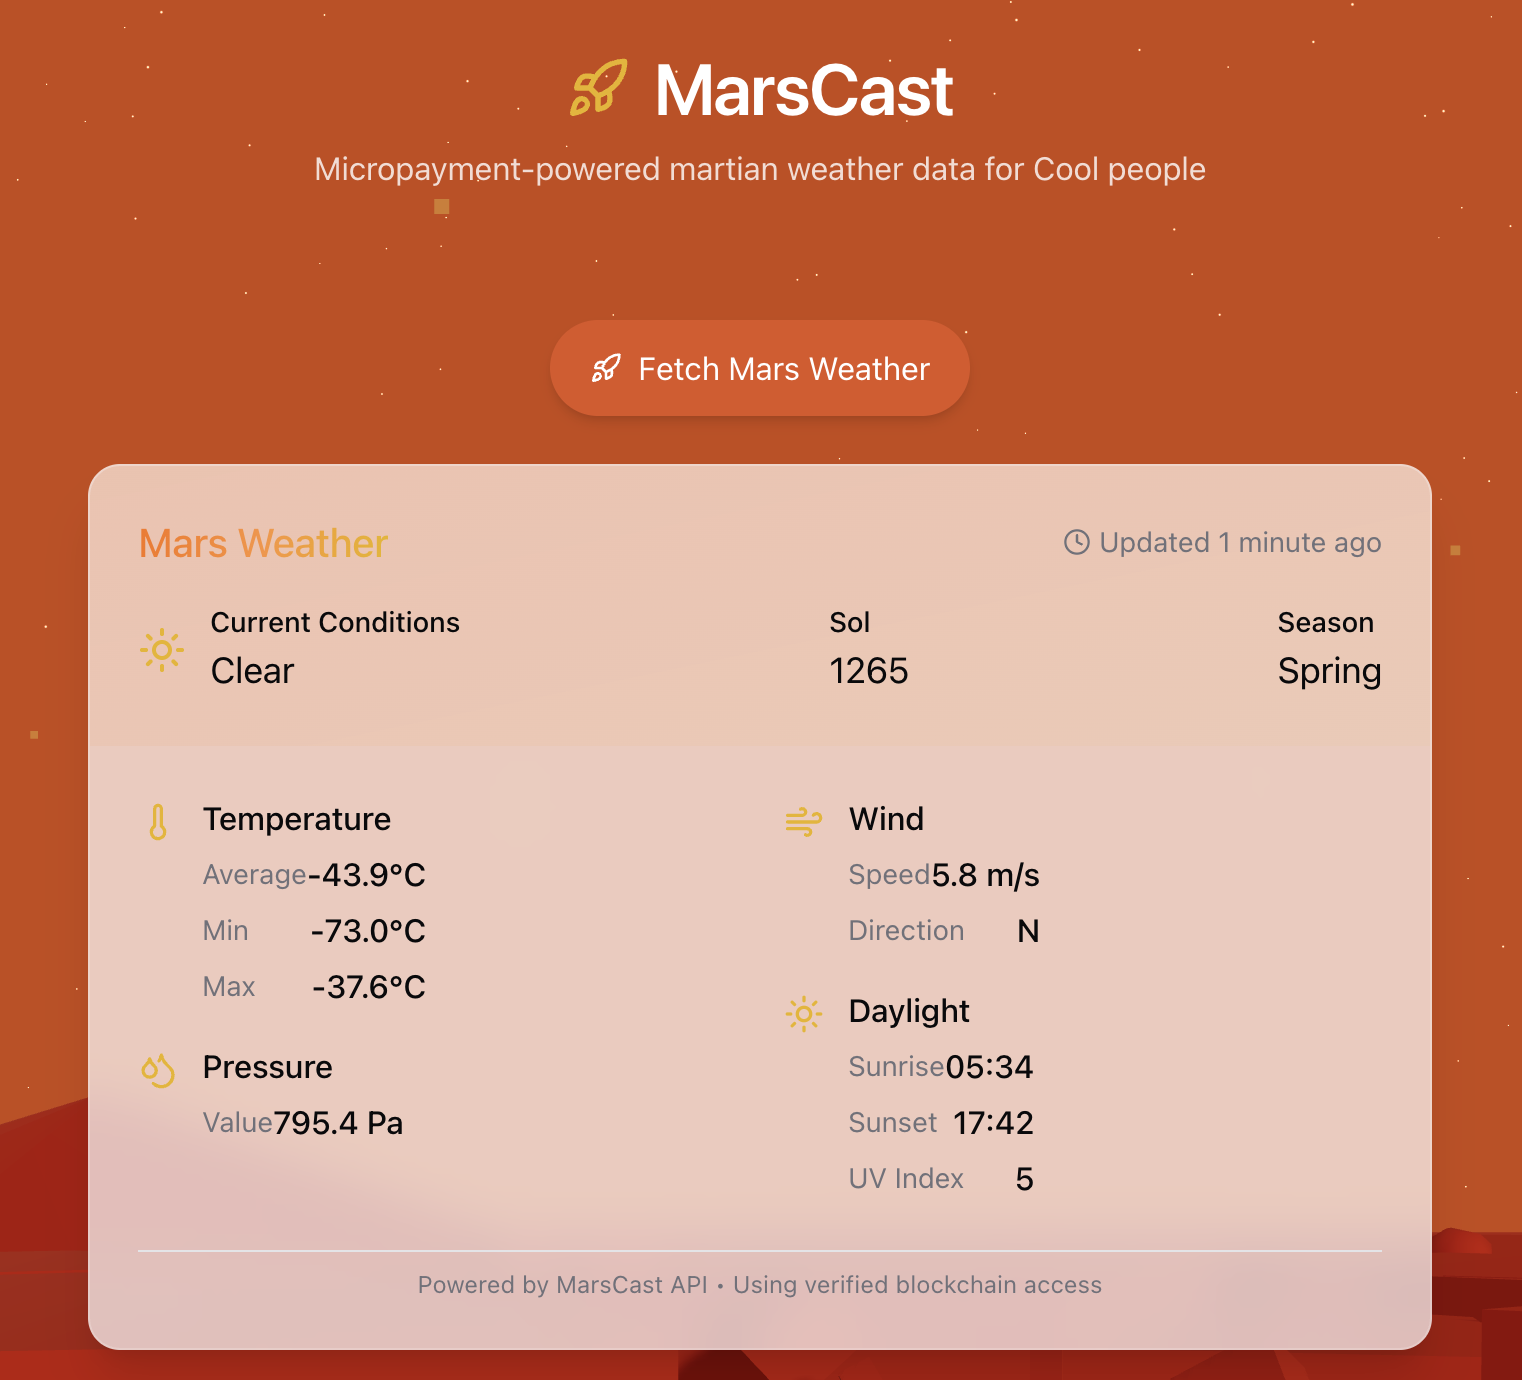 MarsCast
Micropayment-powered martian weather data for Cool people
Fetch Mars Weather
Mars Weather
Updated 1 minute ago
Current Conditions
Clear
Sol
1265
Season
Spring
Temperature
Average -43.9°C
Min -73.0°C
Max -37.6°C
Pressure
Value 795.4 Pa
Wind
Speed 5.8 m/s
Direction N
Daylight
Sunrise 05:34
Sunset 17:42
UV Index 5
Powered by MarsCast API • Using verified blockchain access